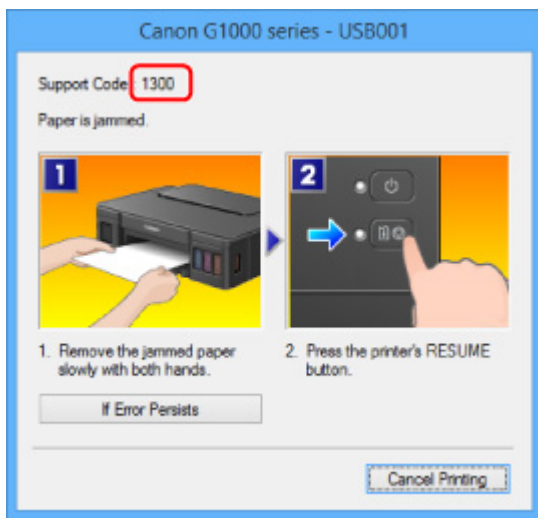 Canon G1000 series - USB001
Support Code : 1300
Paper is jammed.
1
2
1. Remove the jammed paper
slowly with both hands.
2. Press the printer's RESUME
button.
If Error Persists
Cancel Printing